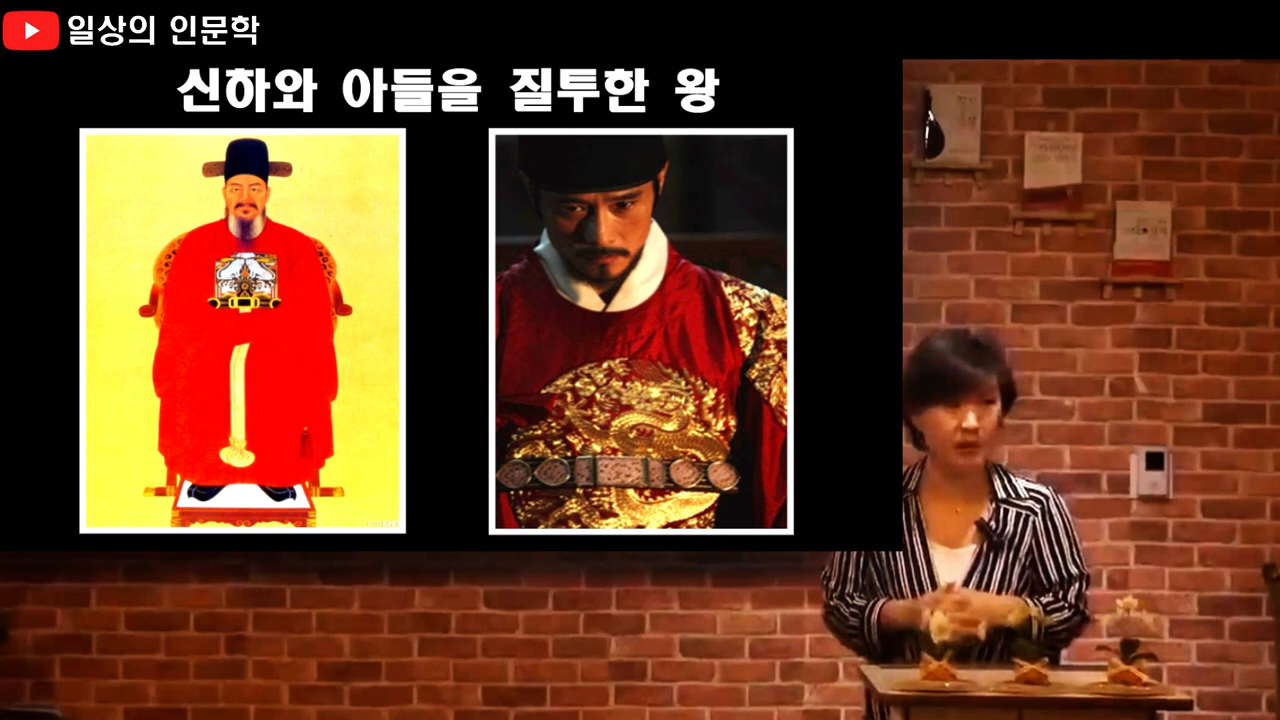 일상의 인문학
신하와 아들을 질투한 왕